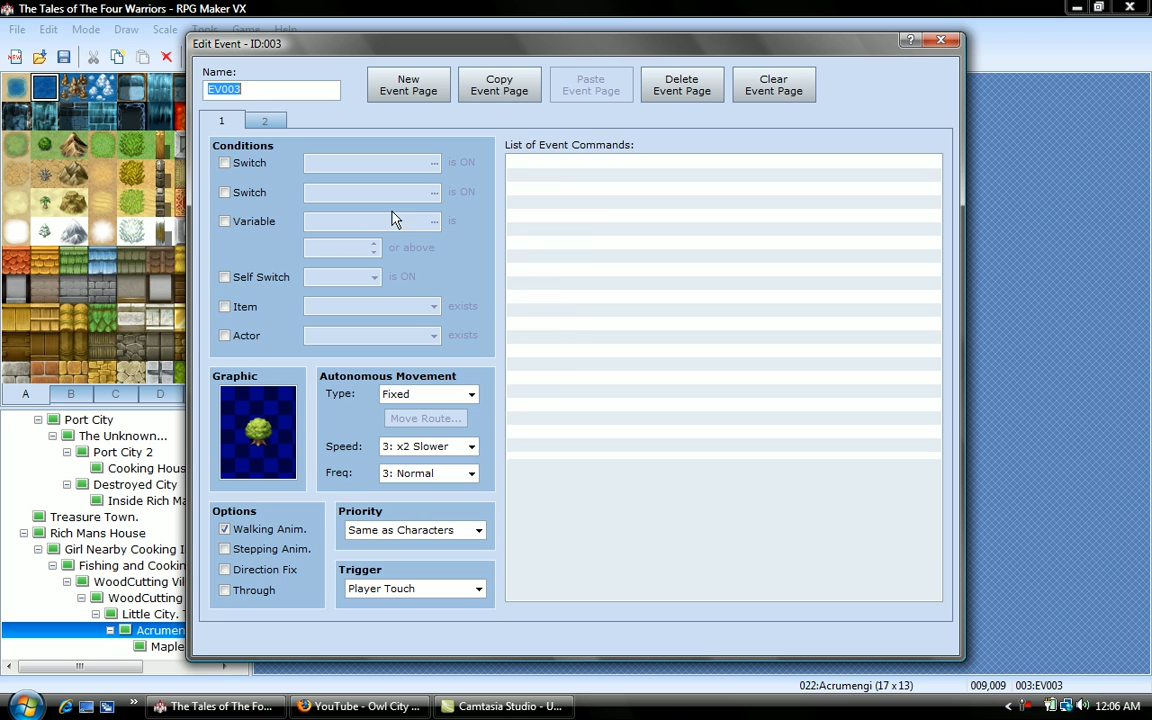 The Tales of The Four Warriors - RPG Maker VX
File Edit Mode Draw Scale Tools Game Help
Edit Event - ID:003
Name:
EV003
New Event Page
Copy Event Page
Paste Event Page
Delete Event Page
Clear Event Page
1 2
Conditions
Switch ... is ON
Switch ... is ON
Variable ... is
or above
Self Switch is ON
Item exists
Actor exists
List of Event Commands:
Graphic
Autonomous Movement
Type: Fixed
Move Route...
Speed: 3: x2 Slower
Freq: 3: Normal
Options
Walking Anim.
Stepping Anim.
Direction Fix
Through
Priority
Same as Characters
Trigger
Player Touch
A B C D
Port City
The Unknown...
Port City 2
Cooking Hous
Destroyed City
Inside Rich Ma
Treasure Town.
Rich Mans House
Girl Nearby Cooking I
Fishing and Cookin
WoodCutting Vil
WoodCutting
Little City. T
Acrumen
Maple
022:Acrumengi (17 x 13) 009,009 003:EV003
The Tales of The Fo... YouTube - Owl City ... Camtasia Studio - U... 12:06 AM